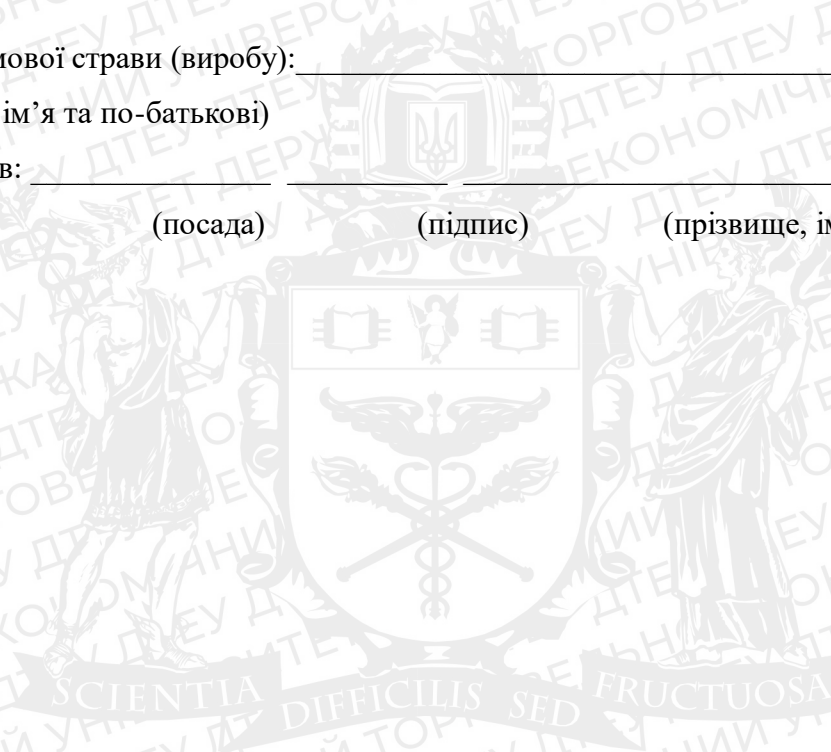 мової страви (виробу):
ім’я та по-батькові)
в:
(посада) (підпис) (прізвище, ім
SCIENTIA DIFFICILIS SED FRUCTUOSA